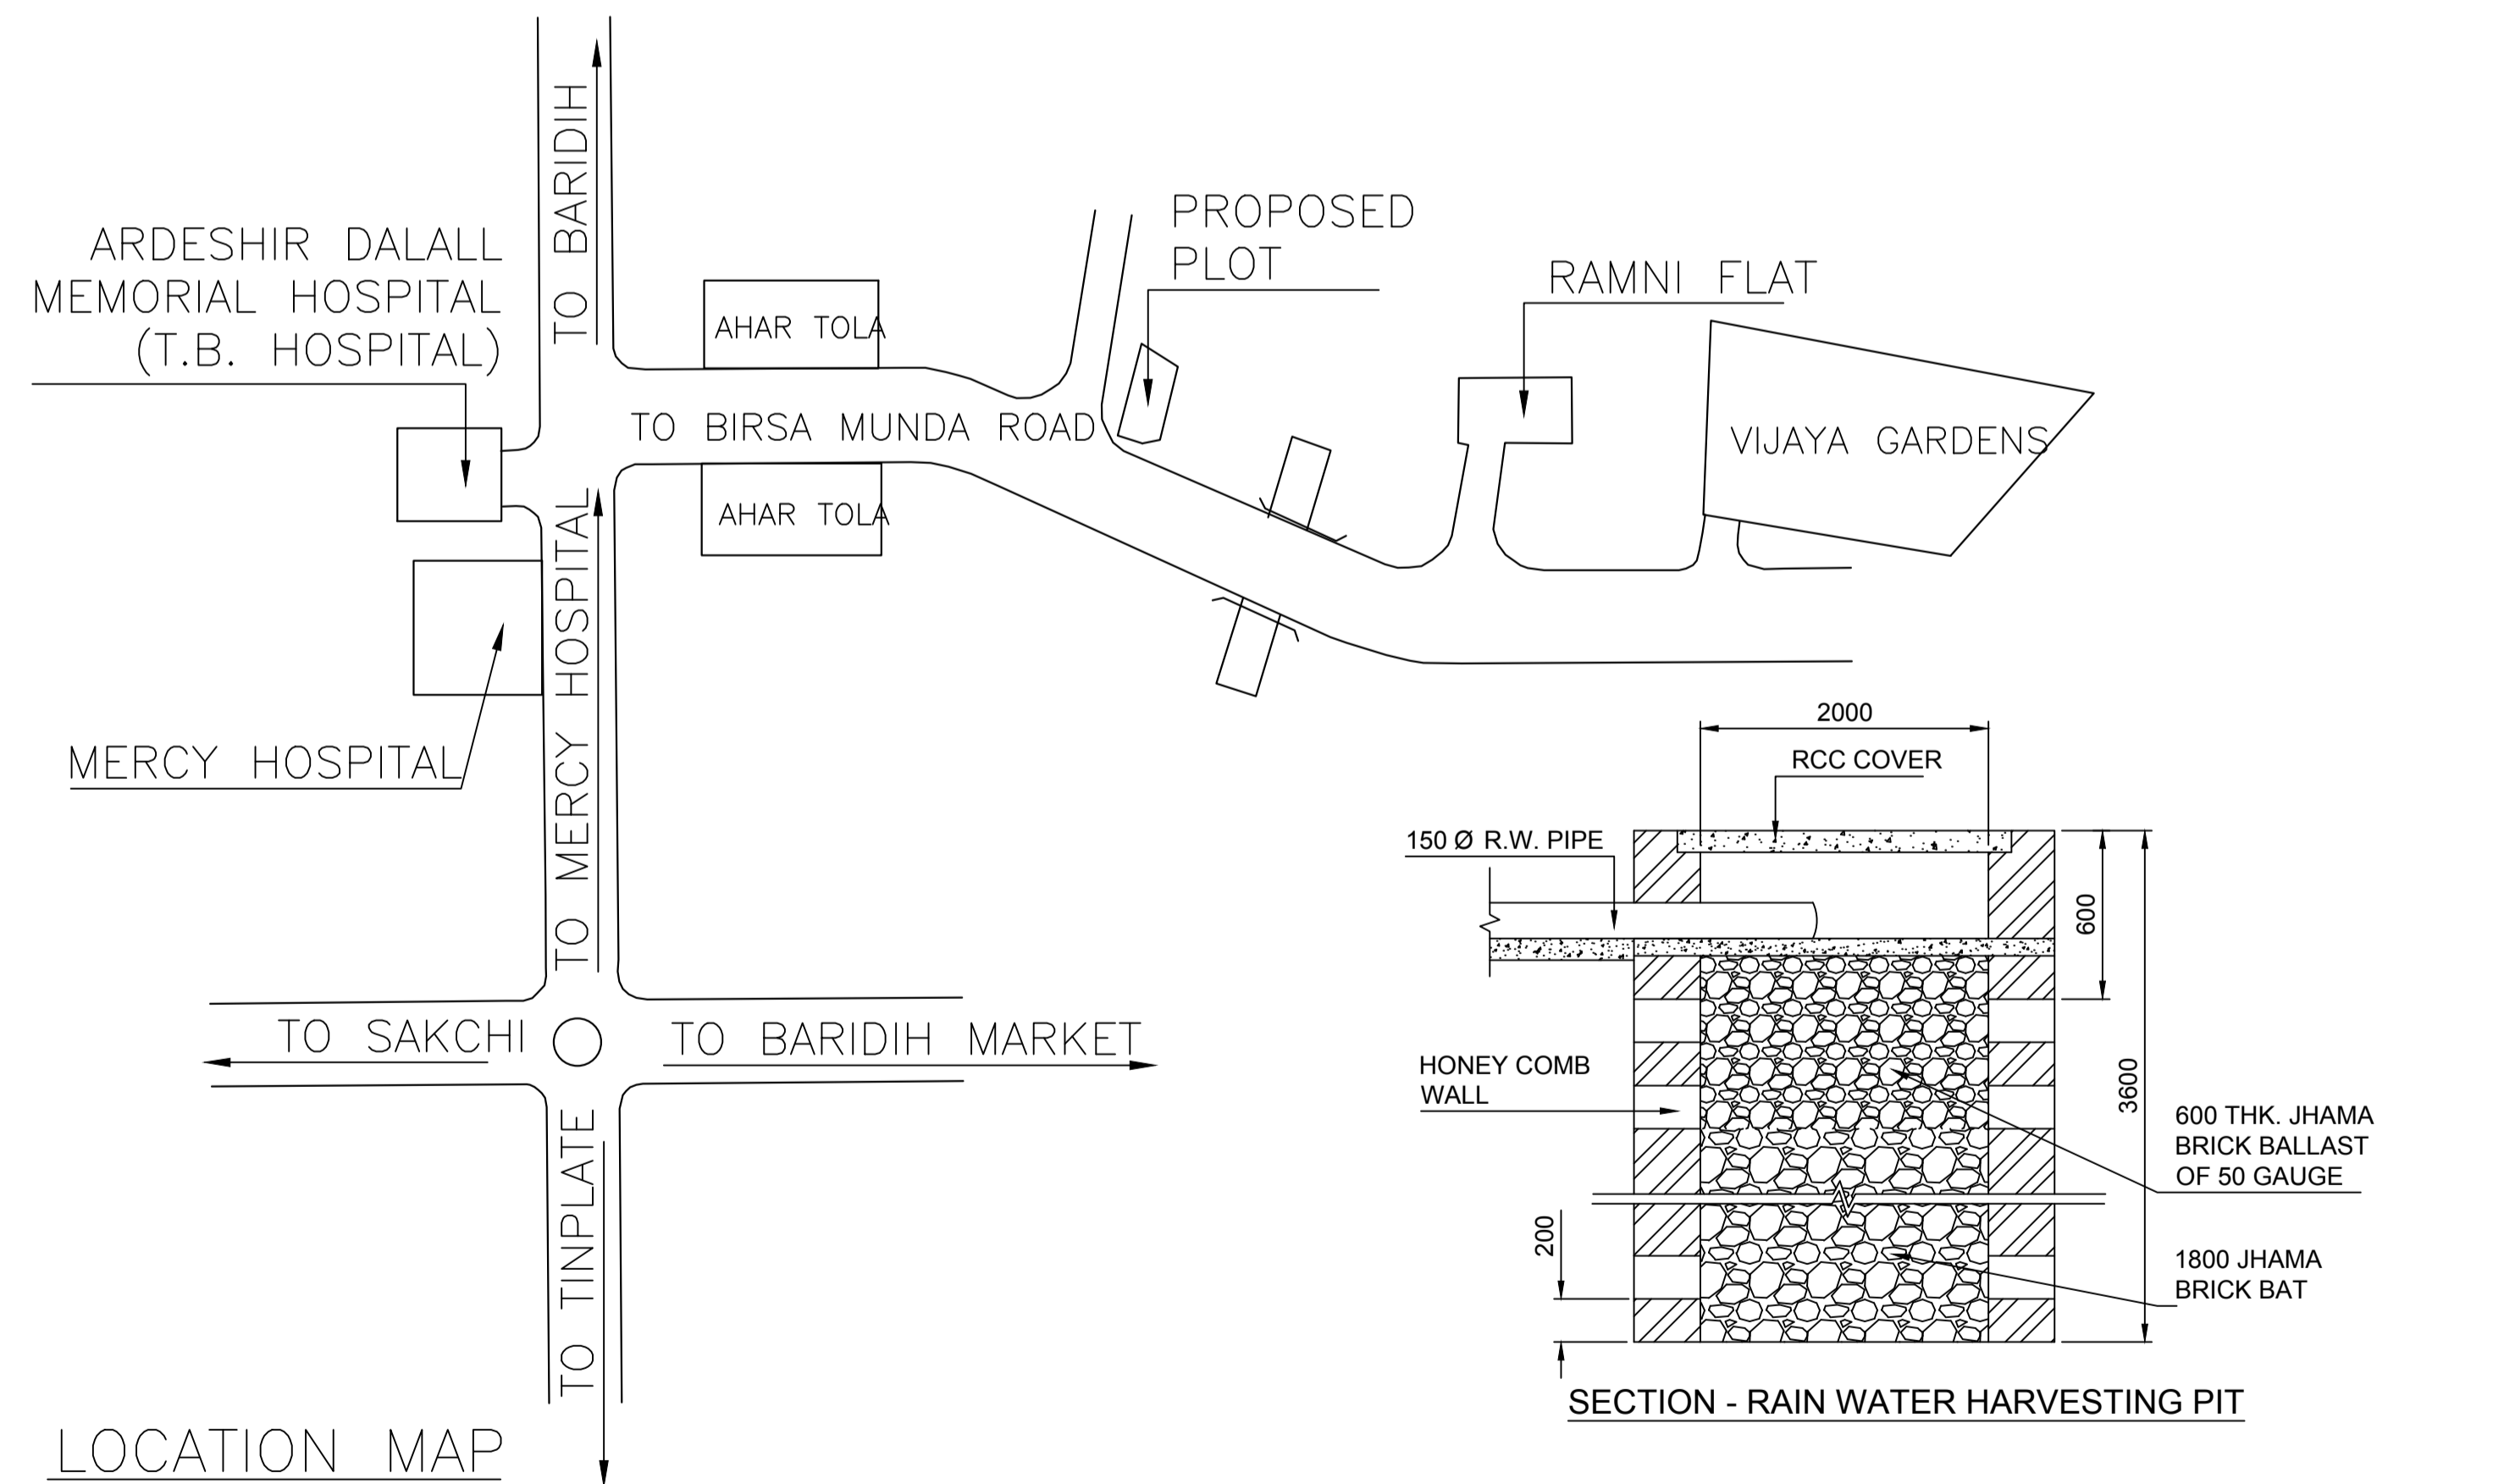 TO BARIDIH
ARDESHIR DALALL
MEMORIAL HOSPITAL
(T.B. HOSPITAL)
AHAR TOLA
PROPOSED
PLOT
RAMNI FLAT
TO BIRSA MUNDA ROAD
VIJAYA GARDENS
AHAR TOLA
TO MERCY HOSPITAL
MERCY HOSPITAL
TO SAKCHI
TO BARIDIH MARKET
TO TINPLATE
LOCATION MAP
2000
RCC COVER
150 Ø R.W. PIPE
600
3600
HONEY COMB
WALL
600 THK. JHAMA
BRICK BALLAST
OF 50 GAUGE
200
1800 JHAMA
BRICK BAT
SECTION - RAIN WATER HARVESTING PIT